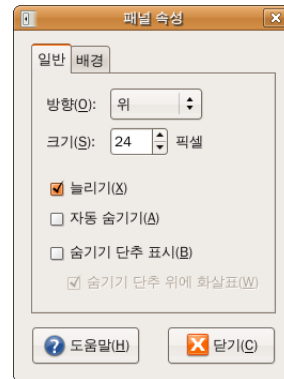 패널 속성
일반 배경
방향(O): 위
크기(S): 24 픽셀
늘리기(X)
자동 숨기기(A)
숨기기 단추 표시(B)
숨기기 단추 위에 화살표(W)
도움말(H) 닫기(C)